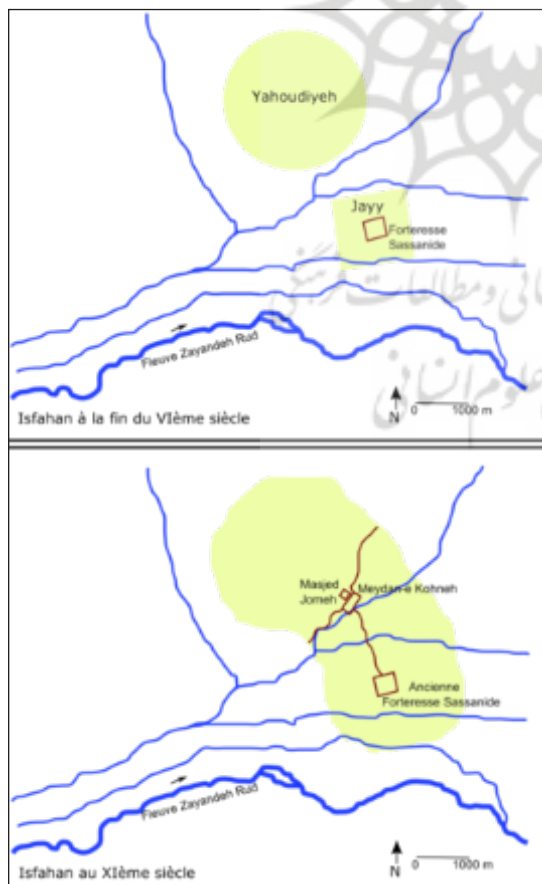 Yahoudiyeh
Jayy
Forteresse
Sassanide
Fleuve Zayandeh Rud
N
0 1000 m
Isfahan à la fin du VIème siècle
Masjed
Jomeh
Meydan-e Kohneh
Ancienne
Forteresse Sassanide
Fleuve Zayandeh Rud
N
0 1000 m
Isfahan au XIème siècle